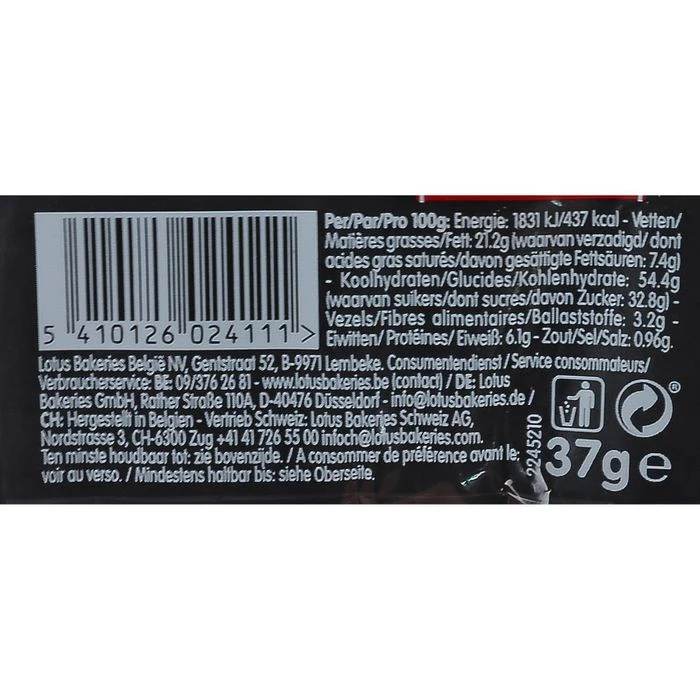 Per/Par/Pro 100g: Energie: 1831 kJ/437 kcal - Vetten/
Matières grasses/Fett: 21.2g (waarvan verzadigd/ dont
acides gras saturés/davon gesättigte Fettsäuren: 7.4g)
- Koolhydraten/Glucides/Kohlenhydrate: 54.4g
(waarvan suikers/dont sucres/davon Zucker: 32.8g) -
Vezels/Fibres alimentaires/Ballaststoffe: 3.2g -
Eiwitten/Protéines/Eiweiß: 6.1g - Zout/Sel/Salz: 0.96g.
5 410126 024111 >
Lotus Bakeries België NV, Gentstraat 52, B-9971 Lembeke. Consumentendienst / Service consommateurs/
Verbraucherservice: BE: 09/376 26 81 - www.lotusbakeries.be (contact) / DE: Lotus
Bakeries GmbH, Rather Straße 110A, D-40476 Düsseldorf - info@lotusbakeries.de /
CH: Hergestellt in Belgien - Vertrieb Schweiz: Lotus Bakeries Schweiz AG,
Nordstrasse 3, CH-6300 Zug +41 41 726 55 00 infoch@lotusbakeries.com.
Ten minste houdbaar tot: zie bovenzijde. / A consommer de préférence avant le:
voir au verso. / Mindestens haltbar bis: siehe Oberseite.
2245210
®
37g e